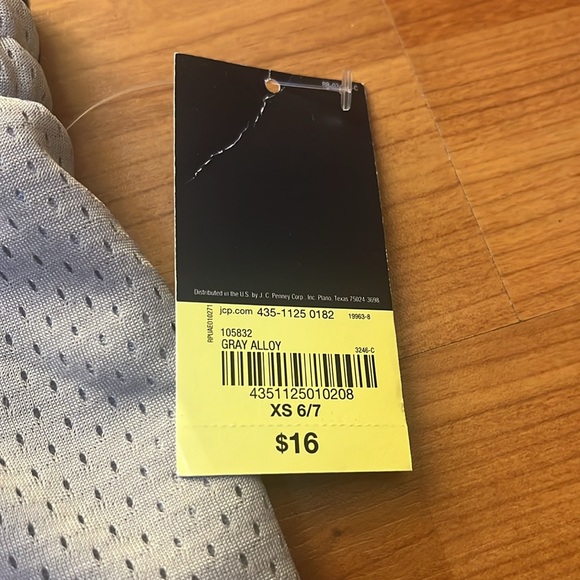 Distributed in the U.S. by J. C. Penney Corp. Inc. Plano, Texas 75024-3698
jcp.com 435-1125 0182 19963-8
RPUAE010271
105832
GRAY ALLOY 3246-C
4351125010208
XS 6/7
$16